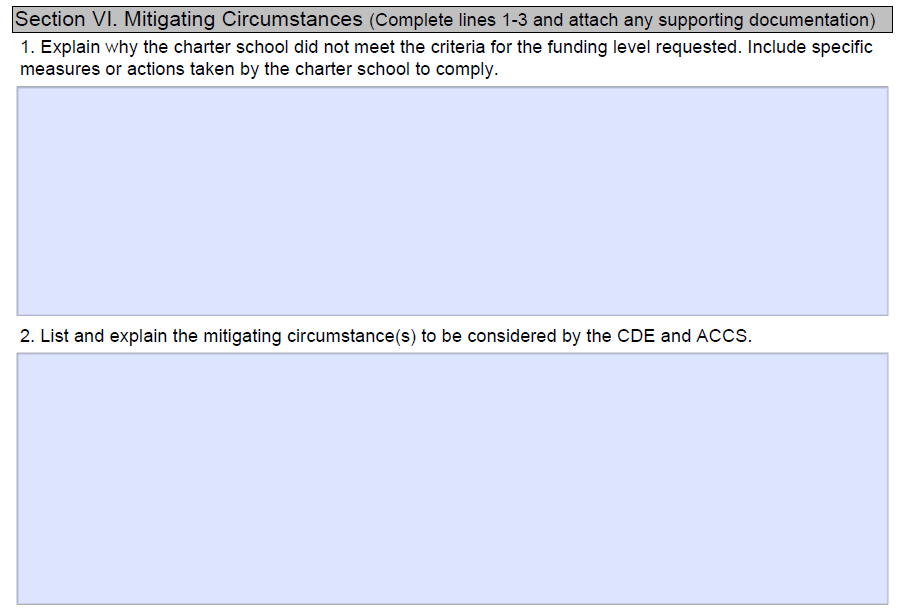 Section VI. Mitigating Circumstances (Complete lines 1-3 and attach any supporting documentation)
1. Explain why the charter school did not meet the criteria for the funding level requested. Include specific
measures or actions taken by the charter school to comply.
2. List and explain the mitigating circumstance(s) to be considered by the CDE and ACCS.